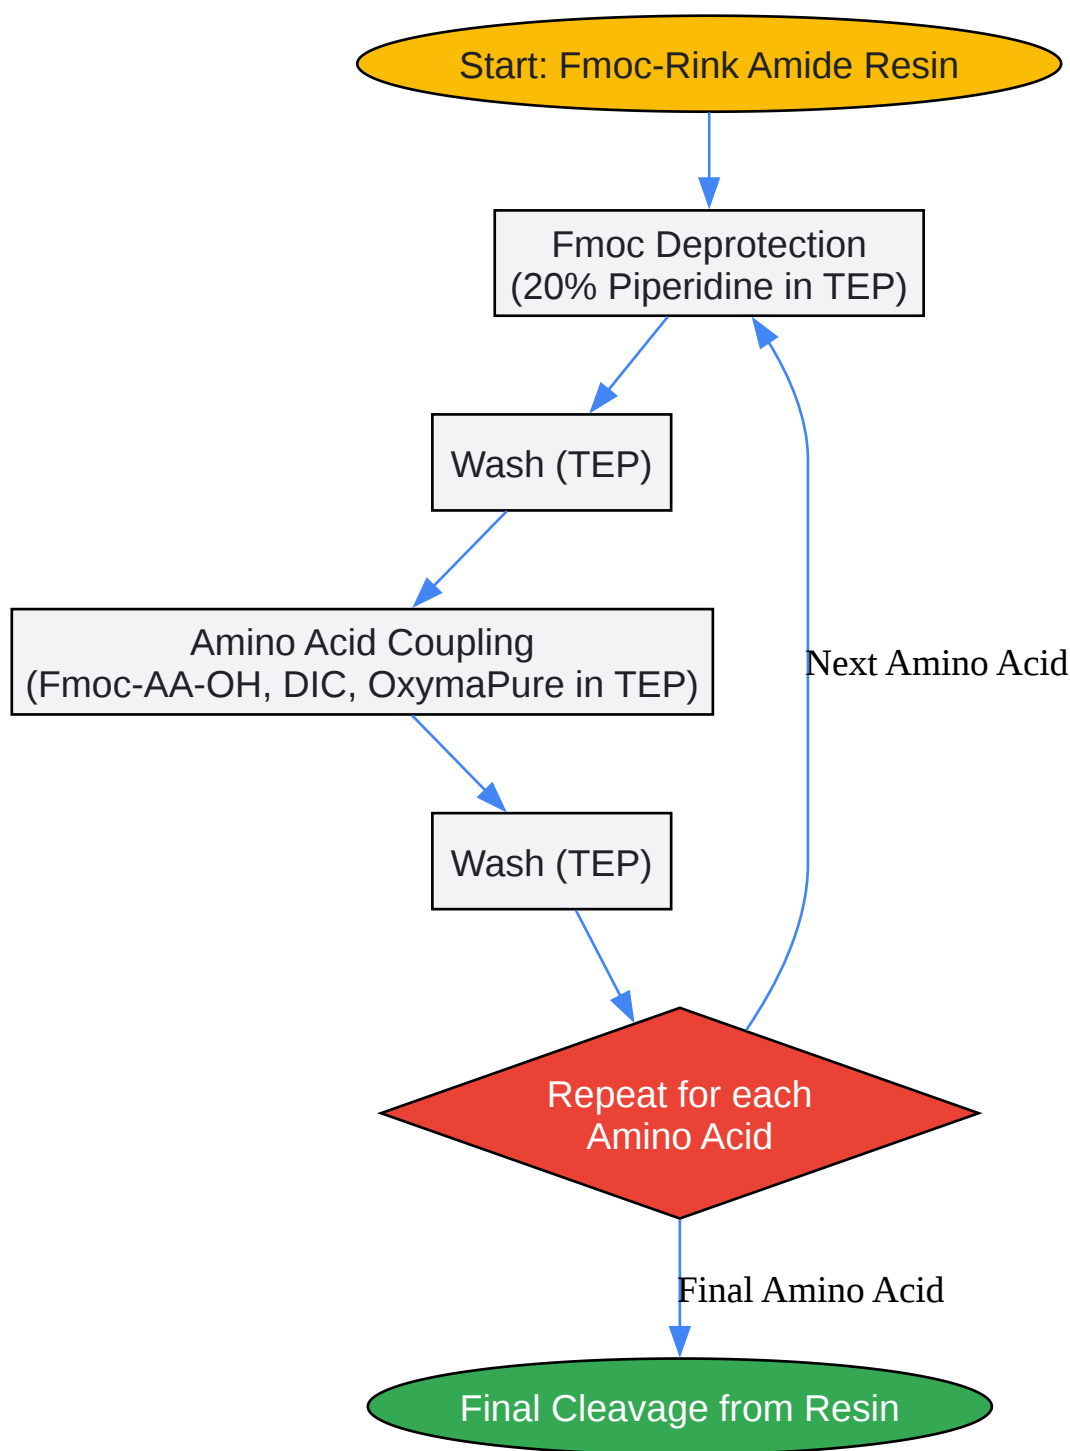 Start: Fmoc-Rink Amide Resin
Fmoc Deprotection
(20% Piperidine in TEP)
Wash (TEP)
Amino Acid Coupling
(Fmoc-AA-OH, DIC, OxymaPure in TEP)
Next Amino Acid
Wash (TEP)
Repeat for each
Amino Acid
Final Amino Acid
Final Cleavage from Resin